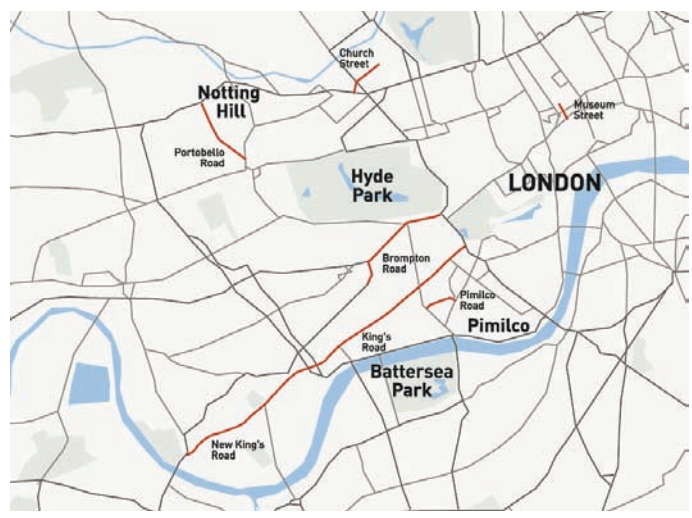 Church
Street
Notting
Hill
Museum
Street
Portobello
Road
Hyde
Park
LONDON
Brompton
Road
Pimilco
Road
Pimilco
King's
Road
Battersea
Park
New King's
Road